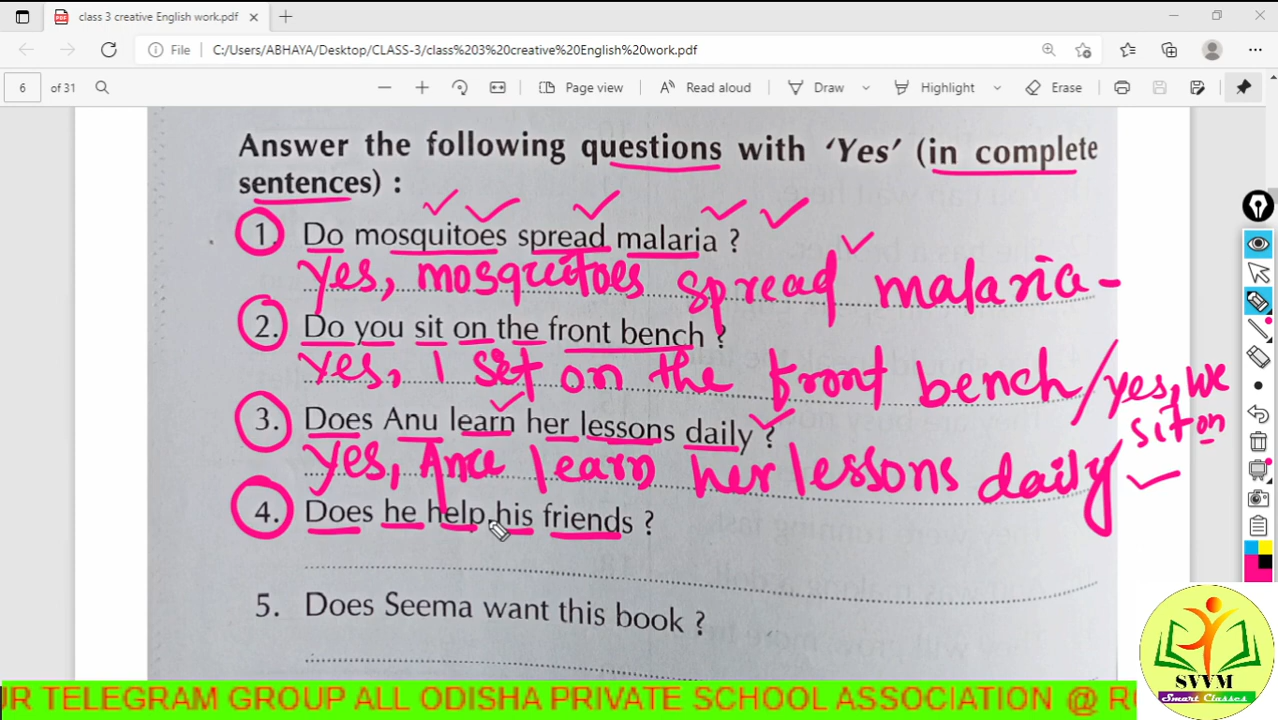 class 3 creative English work.pdf
File C:/Users/ABHAYA/Desktop/CLASS-3/class%203%20creative%20English%20work.pdf
6 of 31 Page view Read aloud Draw Highlight Erase
Answer the following questions with 'Yes' (in complete
sentences) :
1. Do mosquitoes spread malaria ?
Yes, mosquitoes spread malaria-
2. Do you sit on the front bench ?
Yes, I set on the front bench/yes, we
sit on
3. Does Anu learn her lessons daily ?
Yes, learn her lessons daily
4. Does he help his friends ?
5. Does Seema want this book ?
SVVM
Smart Classes
UR TELEGRAM GROUP ALL ODISHA PRIVATE SCHOOL ASSOCIATION @ R